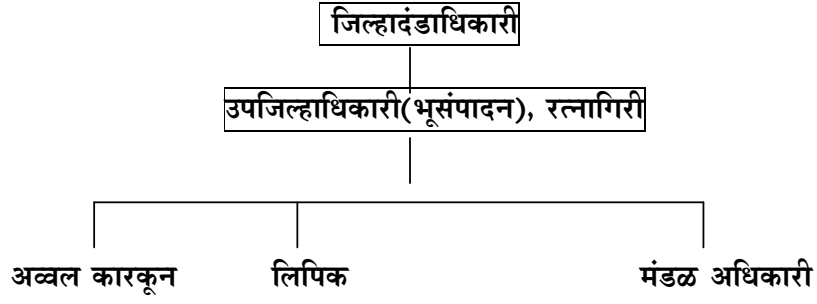 जिल्हादंडाधिकारी
उपजिल्हाधिकारी(भूसंपादन), रत्नागिरी
अव्वल कारकून लिपिक मंडळ अधिकारी